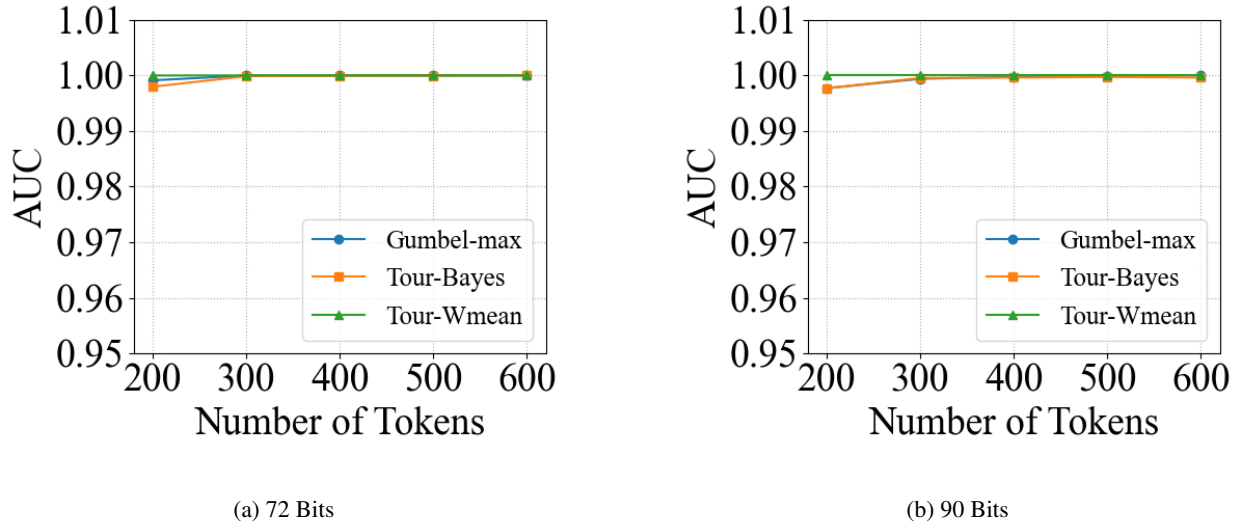 1.01
1.00
0.99
0.98
0.97
0.96
0.95
AUC
Gumbel-max
Tour-Bayes
Tour-Wmean
200 300 400 500 600
Number of Tokens
(a) 72 Bits
1.01
1.00
0.99
0.98
0.97
0.96
0.95
AUC
Gumbel-max
Tour-Bayes
Tour-Wmean
200 300 400 500 600
Number of Tokens
(b) 90 Bits